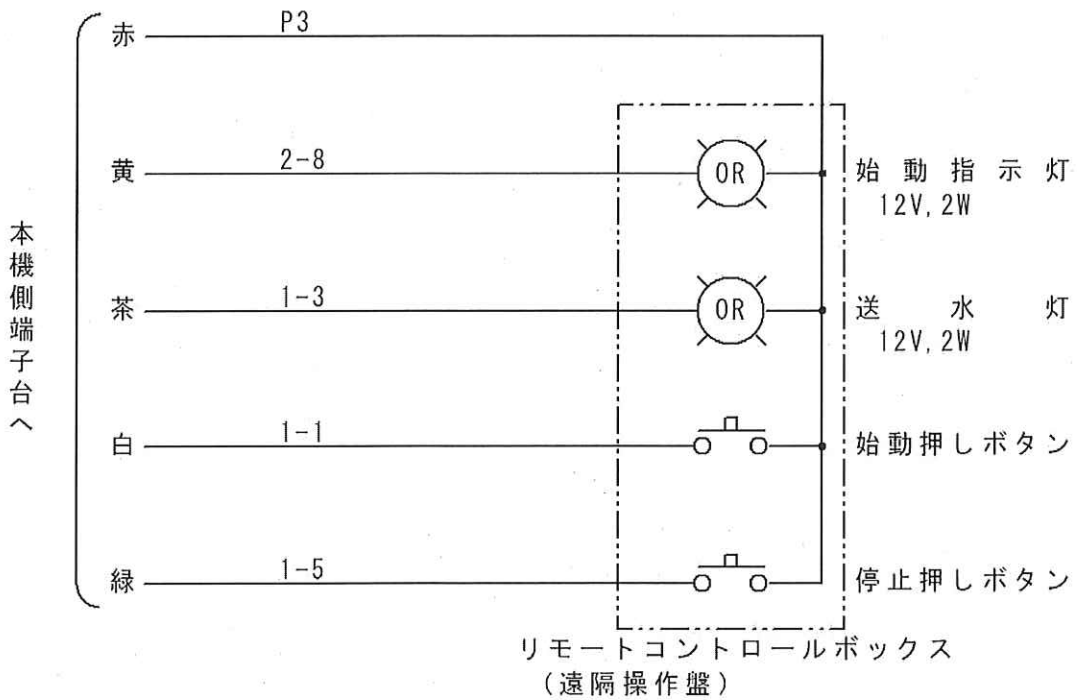 赤 P3
黄 2-8 OR 始動指示灯
12V,2W
茶 1-3 OR 送水灯
12V,2W
白 1-1 始動押しボタン
緑 1-5 停止押しボタン
本機側端子台へ
リモートコントロールボックス
(遠隔操作盤)